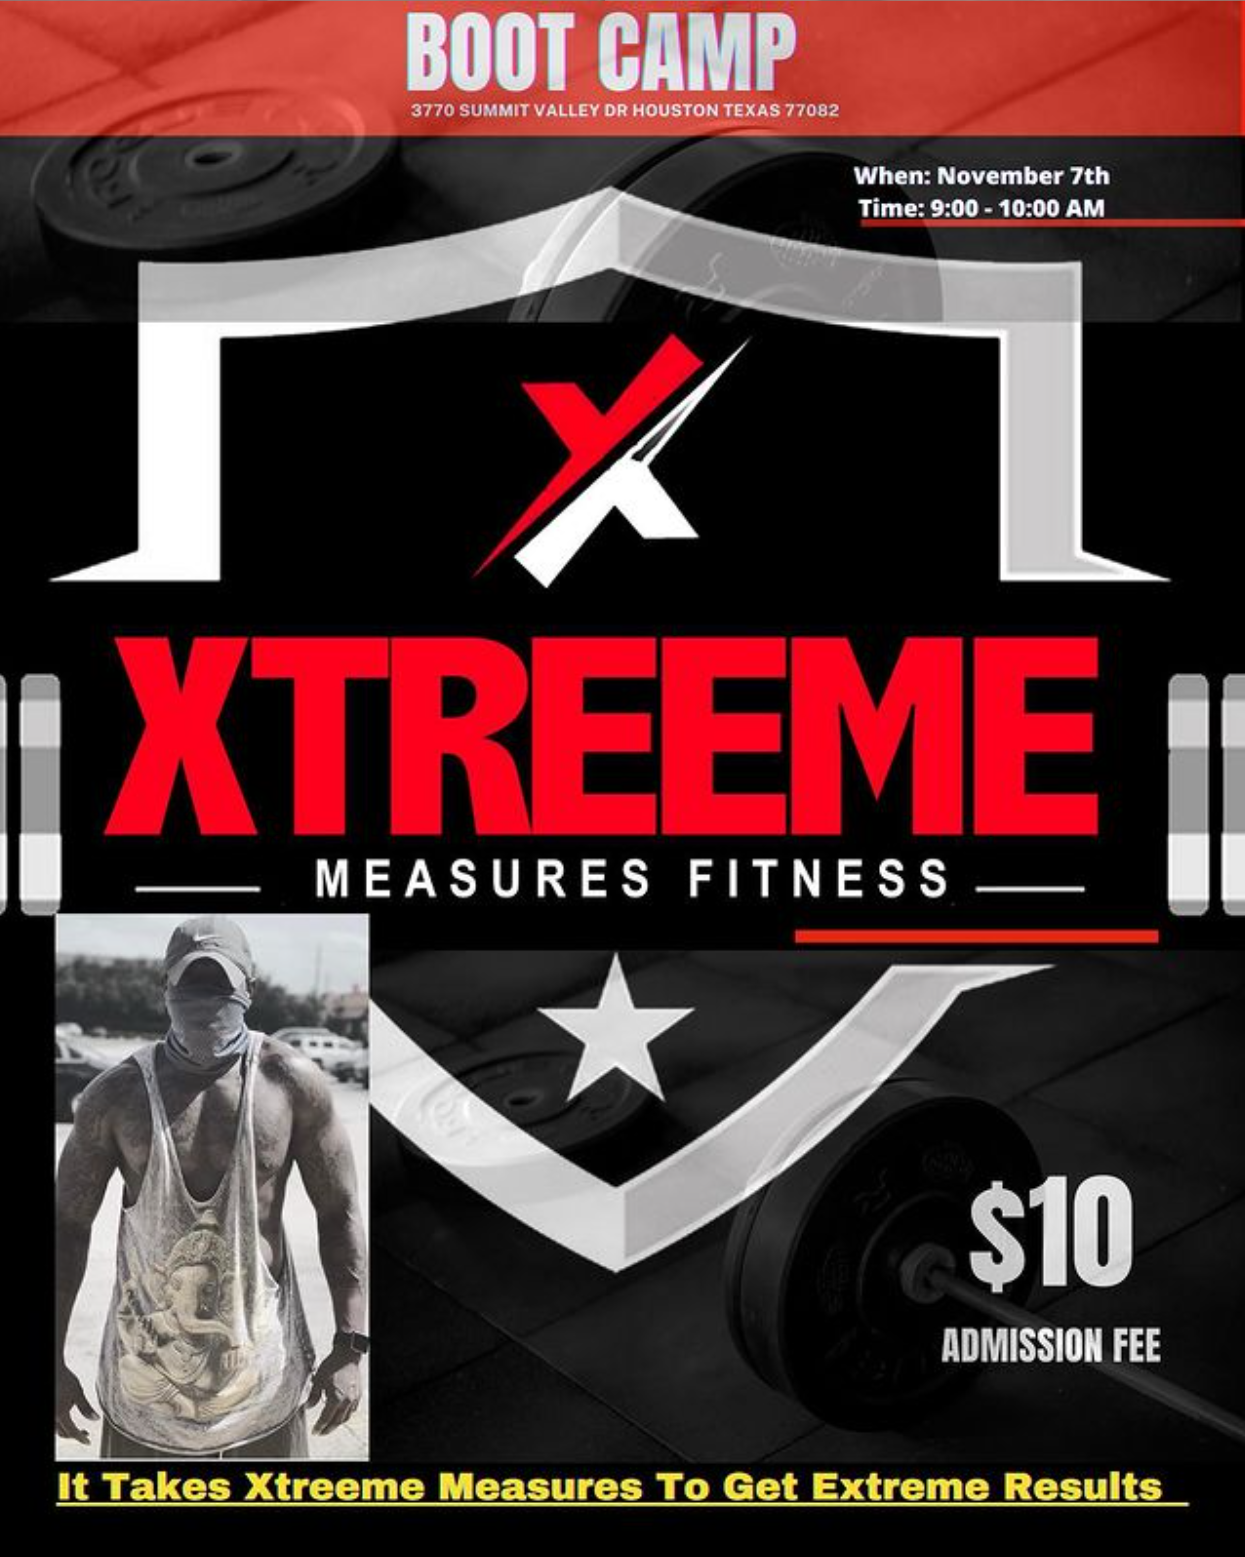 BOOT CAMP
3770 SUMMIT VALLEY DR HOUSTON TEXAS 77082
When: November 7th
Time: 9:00 - 10:00 AM
X
XTREEME
MEASURES FITNESS
$10
ADMISSION FEE
It Takes Xtreeme Measures To Get Extreme Results